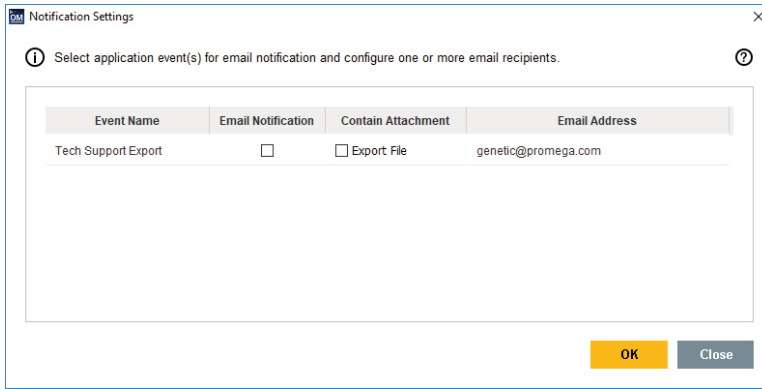 OM Notification Settings
Select application event(s) for email notification and configure one or more email recipients.
Event Name Email Notification Contain Attachment Email Address
Tech Support Export Export File genetic@promega.com
OK Close